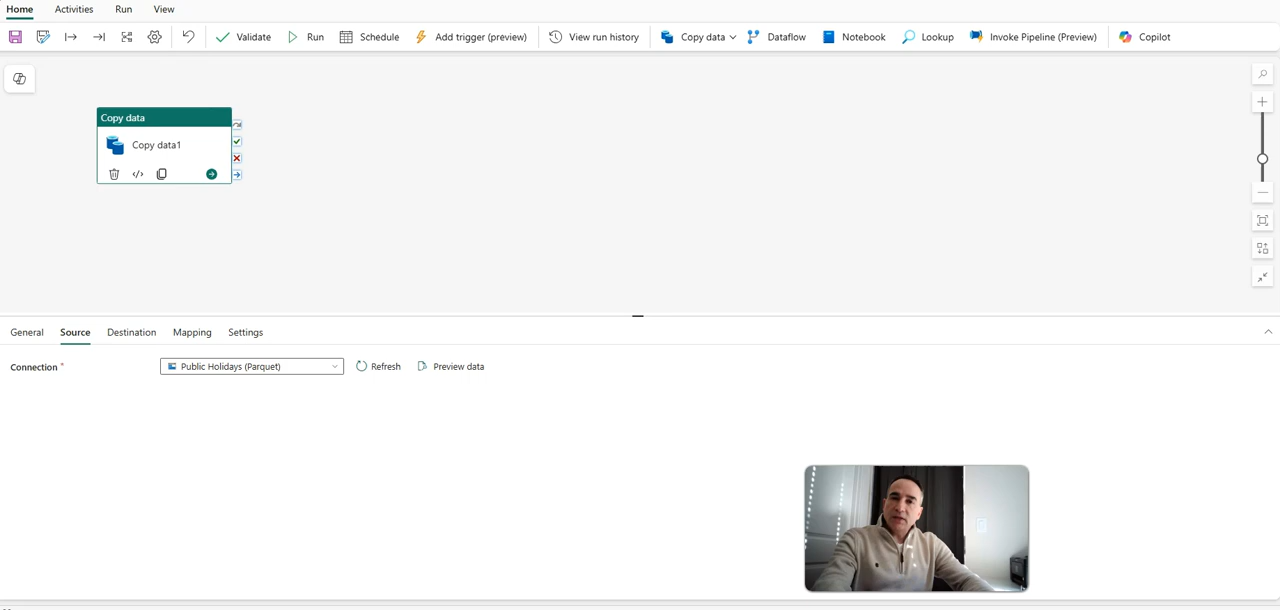 Home Activities Run View
Validate Run Schedule Add trigger (preview) View run history Copy data Dataflow Notebook Lookup Invoke Pipeline (Preview) Copilot
Copy data
Copy data1
General Source Destination Mapping Settings
Connection * Public Holidays (Parquet) Refresh Preview data